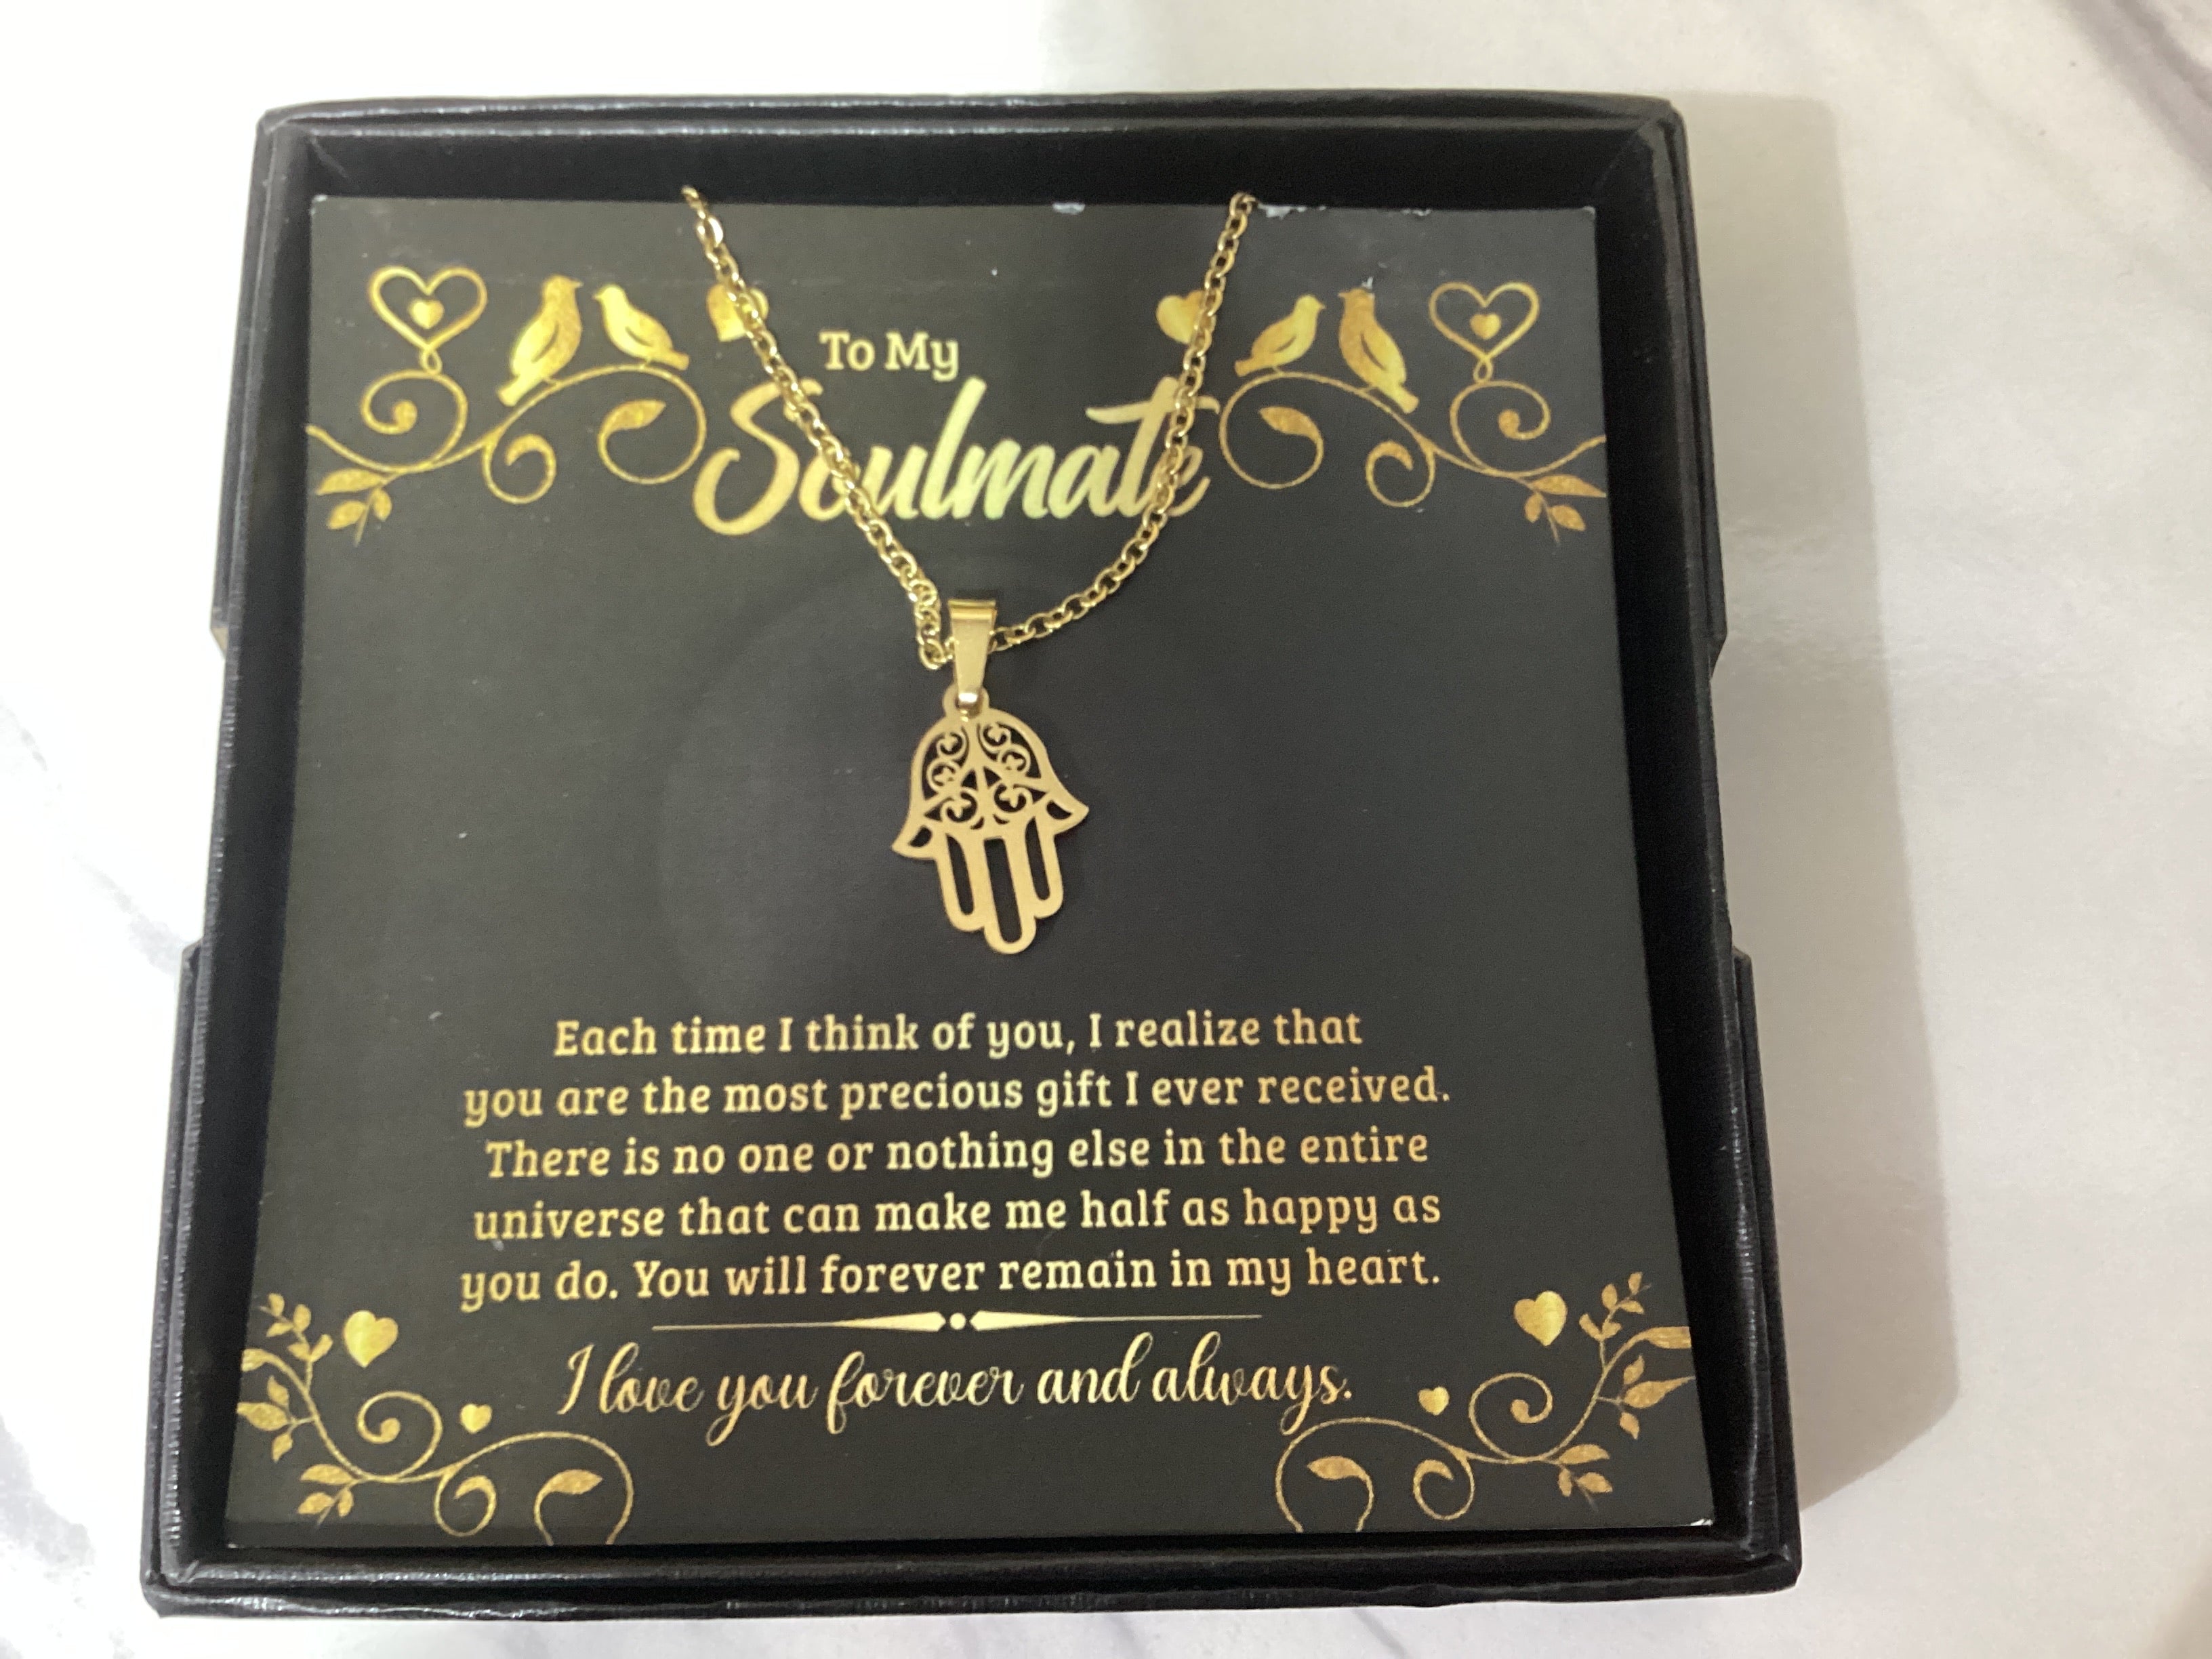 To My
Soulmate
Each time I think of you, I realize that
you are the most precious gift I ever received.
There is no one or nothing else in the entire
universe that can make me half as happy as
you do. You will forever remain in my heart.
I love you forever and always.